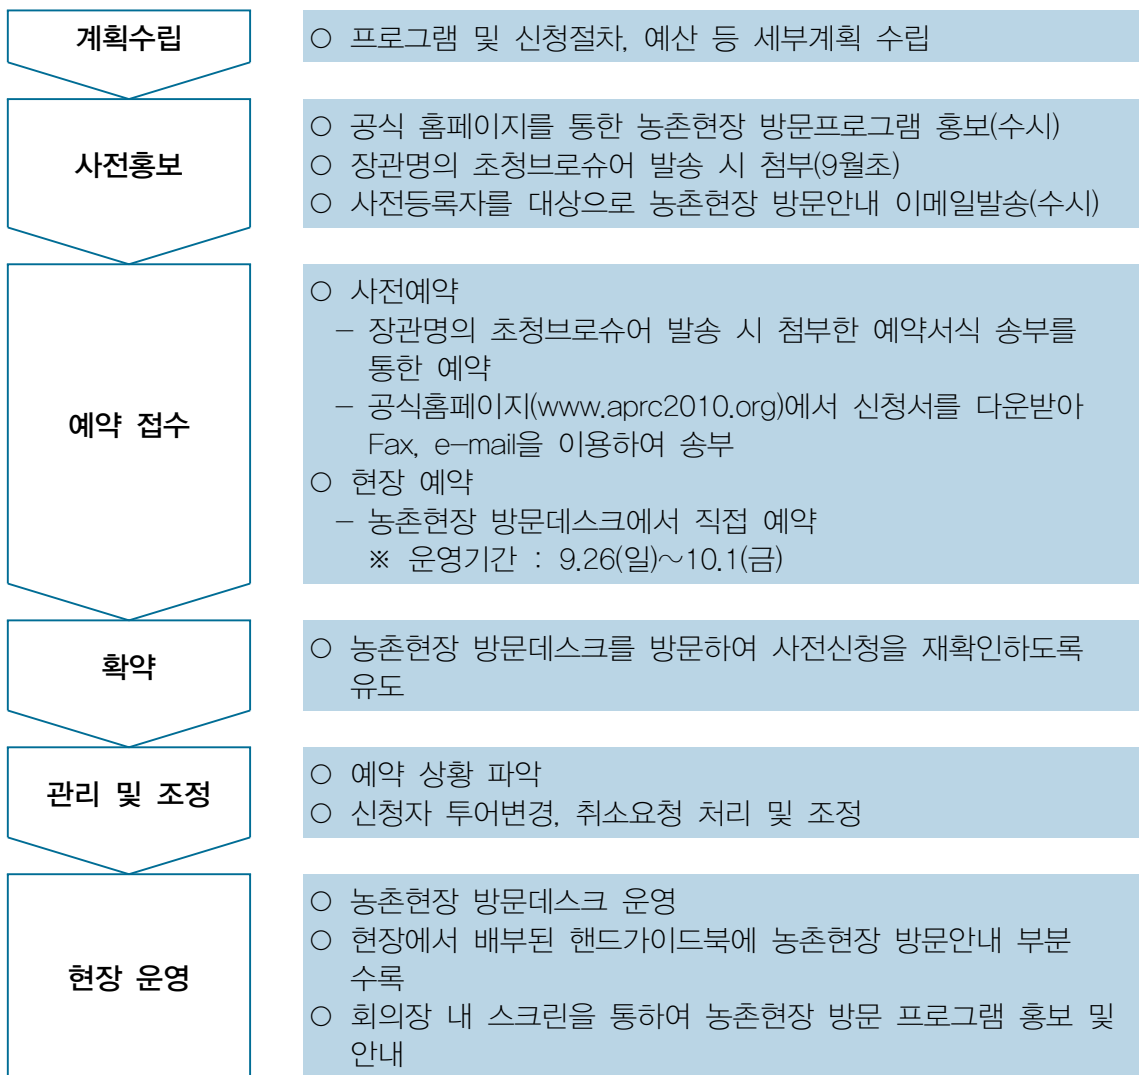 계획수립
○ 프로그램 및 신청절차, 예산 등 세부계획 수립
사전홍보
○ 공식 홈페이지를 통한 농촌현장 방문프로그램 홍보(수시)
○ 장관명의 초청브로슈어 발송 시 첨부(9월초)
○ 사전등록자를 대상으로 농촌현장 방문안내 이메일발송(수시)
예약 접수
○ 사전예약
- 장관명의 초청브로슈어 발송 시 첨부한 예약서식 송부를
통한 예약
- 공식홈페이지(www.aprc2010.org)에서 신청서를 다운받아
Fax, e-mail을 이용하여 송부
○ 현장 예약
- 농촌현장 방문데스크에서 직접 예약
※ 운영기간 : 9.26(일)~10.1(금)
확약
○ 농촌현장 방문데스크를 방문하여 사전신청을 재확인하도록
유도
관리 및 조정
○ 예약 상황 파악
○ 신청자 투어변경, 취소요청 처리 및 조정
현장 운영
○ 농촌현장 방문데스크 운영
○ 현장에서 배부된 핸드가이드북에 농촌현장 방문안내 부분
수록
○ 회의장 내 스크린을 통하여 농촌현장 방문 프로그램 홍보 및
안내